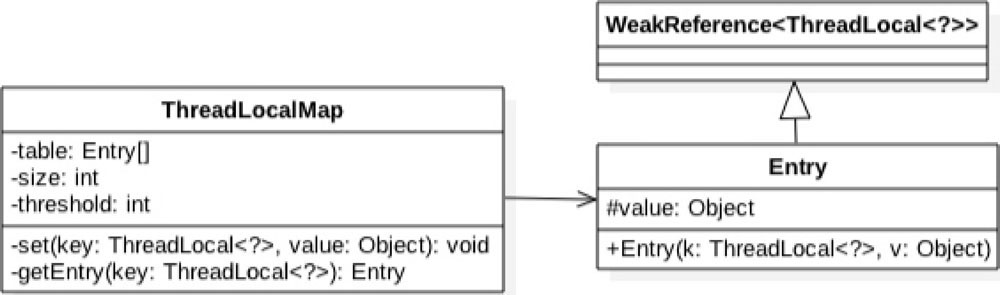 WeakReference<ThreadLocal<?>>
ThreadLocalMap
-table: Entry[]
-size: int
-threshold: int
-set(key: ThreadLocal<?>, value: Object): void
-getEntry(key: ThreadLocal<?>): Entry
Entry
#value: Object
+Entry(k: ThreadLocal<?>, v: Object)